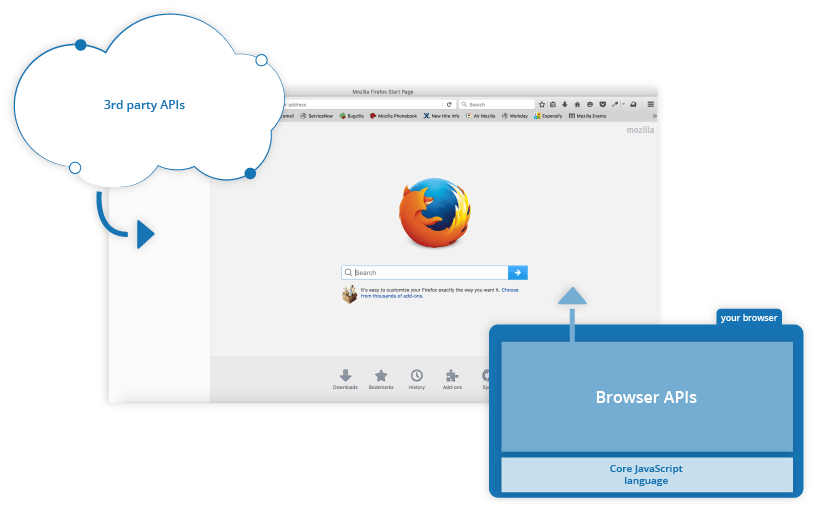 3rd party APIs
Mozilla Firefox Start Page
address
Search
email ServiceNow Bugzilla Mozilla Phonebook New Hire Info Air Mozilla Workday Expensify Mozilla Events
mozilla
Search
It's easy to customize your Firefox exactly the way you want it. Choose
from thousands of add-ons.
Downloads Bookmarks History Add-ons
your browser
Browser APIs
Core JavaScript
language